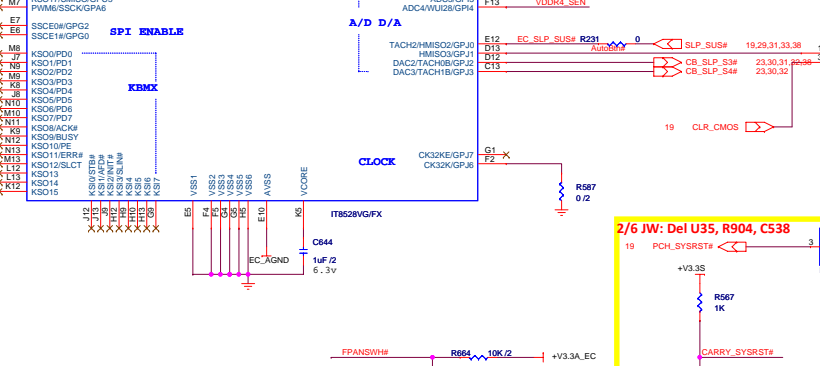 M7 PWM6/SSCK/GPA6
E7 SSCE0#/GPG2
E6 SSCE1#/GPG0
SPI ENABLE
A/D D/A
ADC4/WUI28/GPI4 F13 VDDR4_SEN
TACH2/HMISO2/GPJ0 E12 EC_SLP_SUS# R231 0 SLP_SUS# 19,29,31,33,38
HMISO3/GPJ1 D13
DAC2/TACH0B/GPJ2 D12 CB_SLP_S3# 23,30,31,32,38
DAC3/TACH1B/GPJ3 C13 CB_SLP_S4# 23,30,32
19 CLR_CMOS
M8 KSO0/PD0
J7 KSO1/PD1
N9 KSO2/PD2
M9 KSO3/PD3
K8 KSO4/PD4
J8 KSO5/PD5
N10 KSO6/PD6
M10 KSO7/PD7
N11 KSO8/ACK#
K9 KSO9/BUSY
N12 KSO10/PE
N13 KSO11/ERR#
M13 KSO12/SLCT
L12 KSO13
L13 KSO14
K12 KSO15
KBMX
CLOCK
CK32KE/GPJ7 G1
CK32K/GPJ6 F2
R587
0 /2
KSI0/STB#
KSI1/AFD#
KSI2/INIT#
KSI3/SLIN#
KSI4
KSI5
KSI6
KSI7
J12
J13
J9
H12
H9
H10
H13
G9
VSS1
VSS2
VSS3
VSS4
VSS5
VSS6
AVSS
VCORE
E5
F4
F5
G4
G5
H5
E10
K5
IT8528VG/FX
C644
1uF /2
6.3v
EC_AGND
2/6 JW: Del U35, R904, C538
19 PCH_SYSRST# 3
+V3.3S
R567
1K
CARRY_SYSRST#
FPANSWH# R664 10K /2 +V3.3A_EC